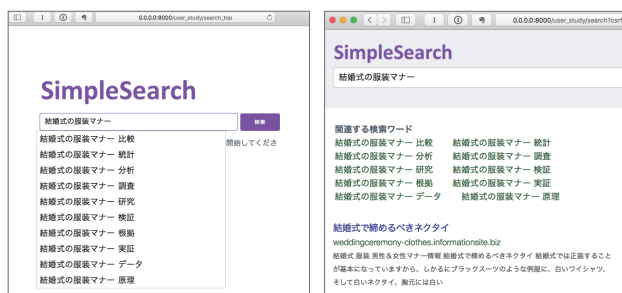 0.0.0.0:8000/user_study/search_top
SimpleSearch
結婚式の服装マナー
検索
開始してくださ
結婚式の服装マナー 比較
結婚式の服装マナー 統計
結婚式の服装マナー 分析
結婚式の服装マナー 調査
結婚式の服装マナー 研究
結婚式の服装マナー 検証
結婚式の服装マナー 根拠
結婚式の服装マナー 実証
結婚式の服装マナー データ
結婚式の服装マナー 原理
0.0.0.0:8000/user_study/search?csrf
SimpleSearch
結婚式の服装マナー
関連する検索ワード
結婚式の服装マナー 比較 結婚式の服装マナー 統計
結婚式の服装マナー 分析 結婚式の服装マナー 調査
結婚式の服装マナー 研究 結婚式の服装マナー 検証
結婚式の服装マナー 根拠 結婚式の服装マナー 実証
結婚式の服装マナー データ 結婚式の服装マナー 原理
結婚式で締めるべきネクタイ
weddingceremony-clothes.informationsite.biz
結婚式 服装 男性&女性マナー情報 結婚式で締めるべきネクタイ 結婚式では正装すること
が基本になっていますから、しかるにブラックスーツのような例服に、白いワイシャツ、
そして白いネクタイ。胸元には白い